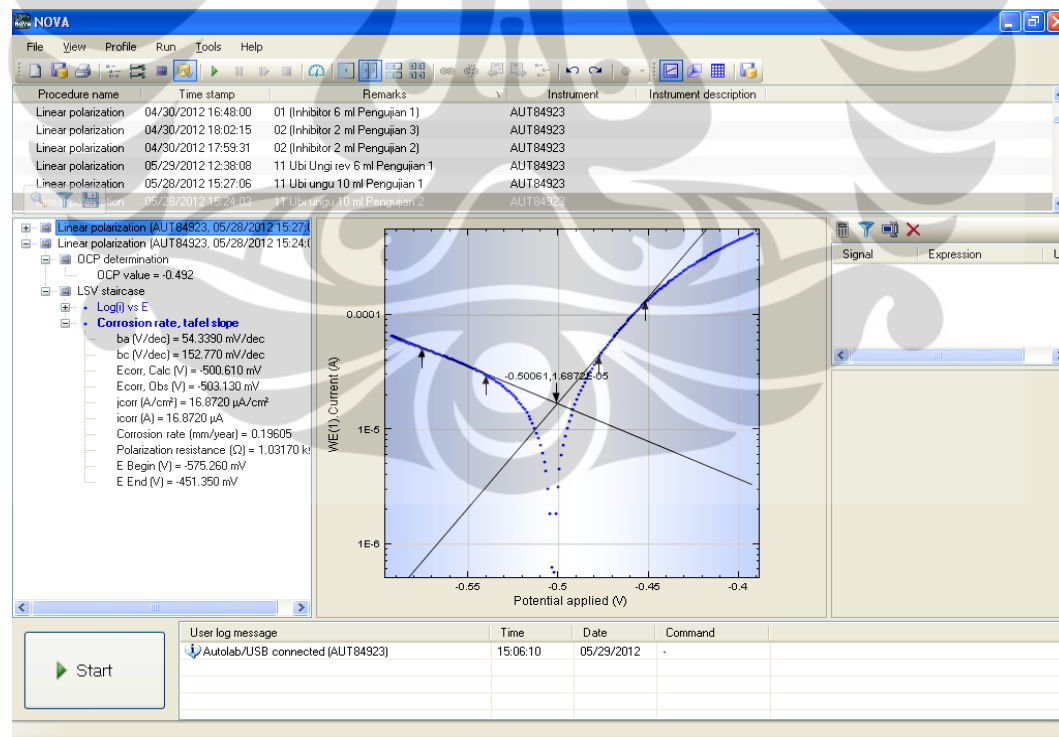 NOVA
File View Profile Run Tools Help
Procedure name Time stamp Remarks Instrument Instrument description
Linear polarization 04/30/2012 16:48:00 01 (Inhibitor 6 ml Pengujian 1) AUT84923
Linear polarization 04/30/2012 18:02:15 02 (Inhibitor 2 ml Pengujian 3) AUT84923
Linear polarization 04/30/2012 17:59:31 02 (Inhibitor 2 ml Pengujian 2) AUT84923
Linear polarization 05/29/2012 12:38:08 11 Ubi Ungi rev 6 ml Pengujian 1 AUT84923
Linear polarization 05/28/2012 15:27:06 11 Ubi ungu 10 ml Pengujian 1 AUT84923
Linear polarization 05/28/2012 15:24:03 11 Ubi ungu 10 ml Pengujian 2 AUT84923
Linear polarization (AUT84923, 05/28/2012 15:27:
Linear polarization (AUT84923, 05/28/2012 15:24:
OCP determination
OCP value = -0.492
LSV staircase
Log(i) vs E
Corrosion rate, tafel slope
ba (V/dec) = 54.3390 mV/dec
bc (V/dec) = 152.770 mV/dec
Ecorr, Calc (V) = -500.610 mV
Ecorr, Obs (V) = -503.130 mV
jcorr (A/cm²) = 16.8720 µA/cm²
icorr (A) = 16.8720 µA
Corrosion rate (mm/year) = 0.19605
Polarization resistance (Ω) = 1.03170 k
E Begin (V) = -575.260 mV
E End (V) = -451.350 mV
WE(1).Current (A)
0.0001
1E-5
1E-6
-0.50061,1.6872E-05
-0.55 -0.5 -0.45 -0.4
Potential applied (V)
Signal Expression U
Start
User log message Time Date Command
Autolab/USB connected (AUT84923) 15:06:10 05/29/2012 -